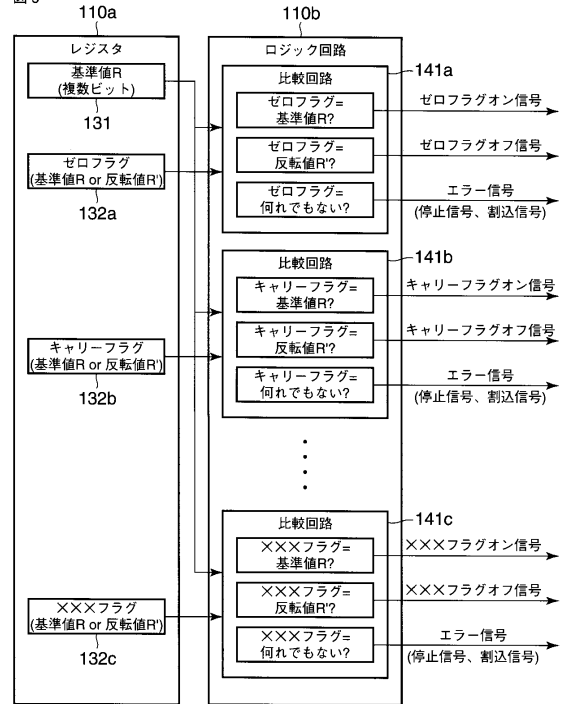 110a
110b
レジスタ
基準値R
(複数ビット)
131
ゼロフラグ
(基準値R or 反転値R')
132a
キャリーフラグ
(基準値R or 反転値R')
132b
×××フラグ
(基準値R or 反転値R')
132c
ロジック回路
比較回路
141a
ゼロフラグ=
基準値R?
ゼロフラグオン信号
ゼロフラグ=
反転値R'?
ゼロフラグオフ信号
ゼロフラグ=
何れでもない?
エラー信号
(停止信号、割込信号)
比較回路
141b
キャリーフラグ=
基準値R?
キャリーフラグオン信号
キャリーフラグ=
反転値R'?
キャリーフラグオフ信号
キャリーフラグ=
何れでもない?
エラー信号
(停止信号、割込信号)
比較回路
141c
×××フラグ=
基準値R?
×××フラグオン信号
×××フラグ=
反転値R'?
×××フラグオフ信号
×××フラグ=
何れでもない?
エラー信号
(停止信号、割込信号)